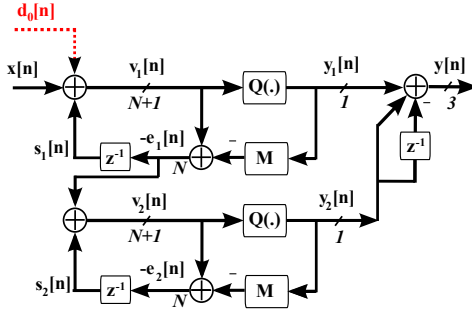 d₀[n]
x[n]
v₁[n]
N+1
Q(.)
y₁[n]
1
y[n]
3
−
s₁[n]
z⁻¹
-e₁[n]
N
−
M
z⁻¹
v₂[n]
N+1
Q(.)
y₂[n]
1
s₂[n]
z⁻¹
-e₂[n]
N
−
M